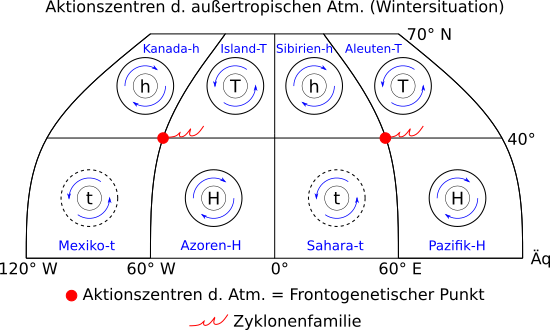 Aktionszentren d. außertropischen Atm. (Wintersituation)
70° N
Kanada-h Island-T Sibirien-h Aleuten-T
h T h T
40°
t H t H
Mexiko-t Azoren-H Sahara-t Pazifik-H
Äq
120° W 60° W 0° 60° E
Aktionszentren d. Atm. = Frontogenetischer Punkt
Zyklonenfamilie